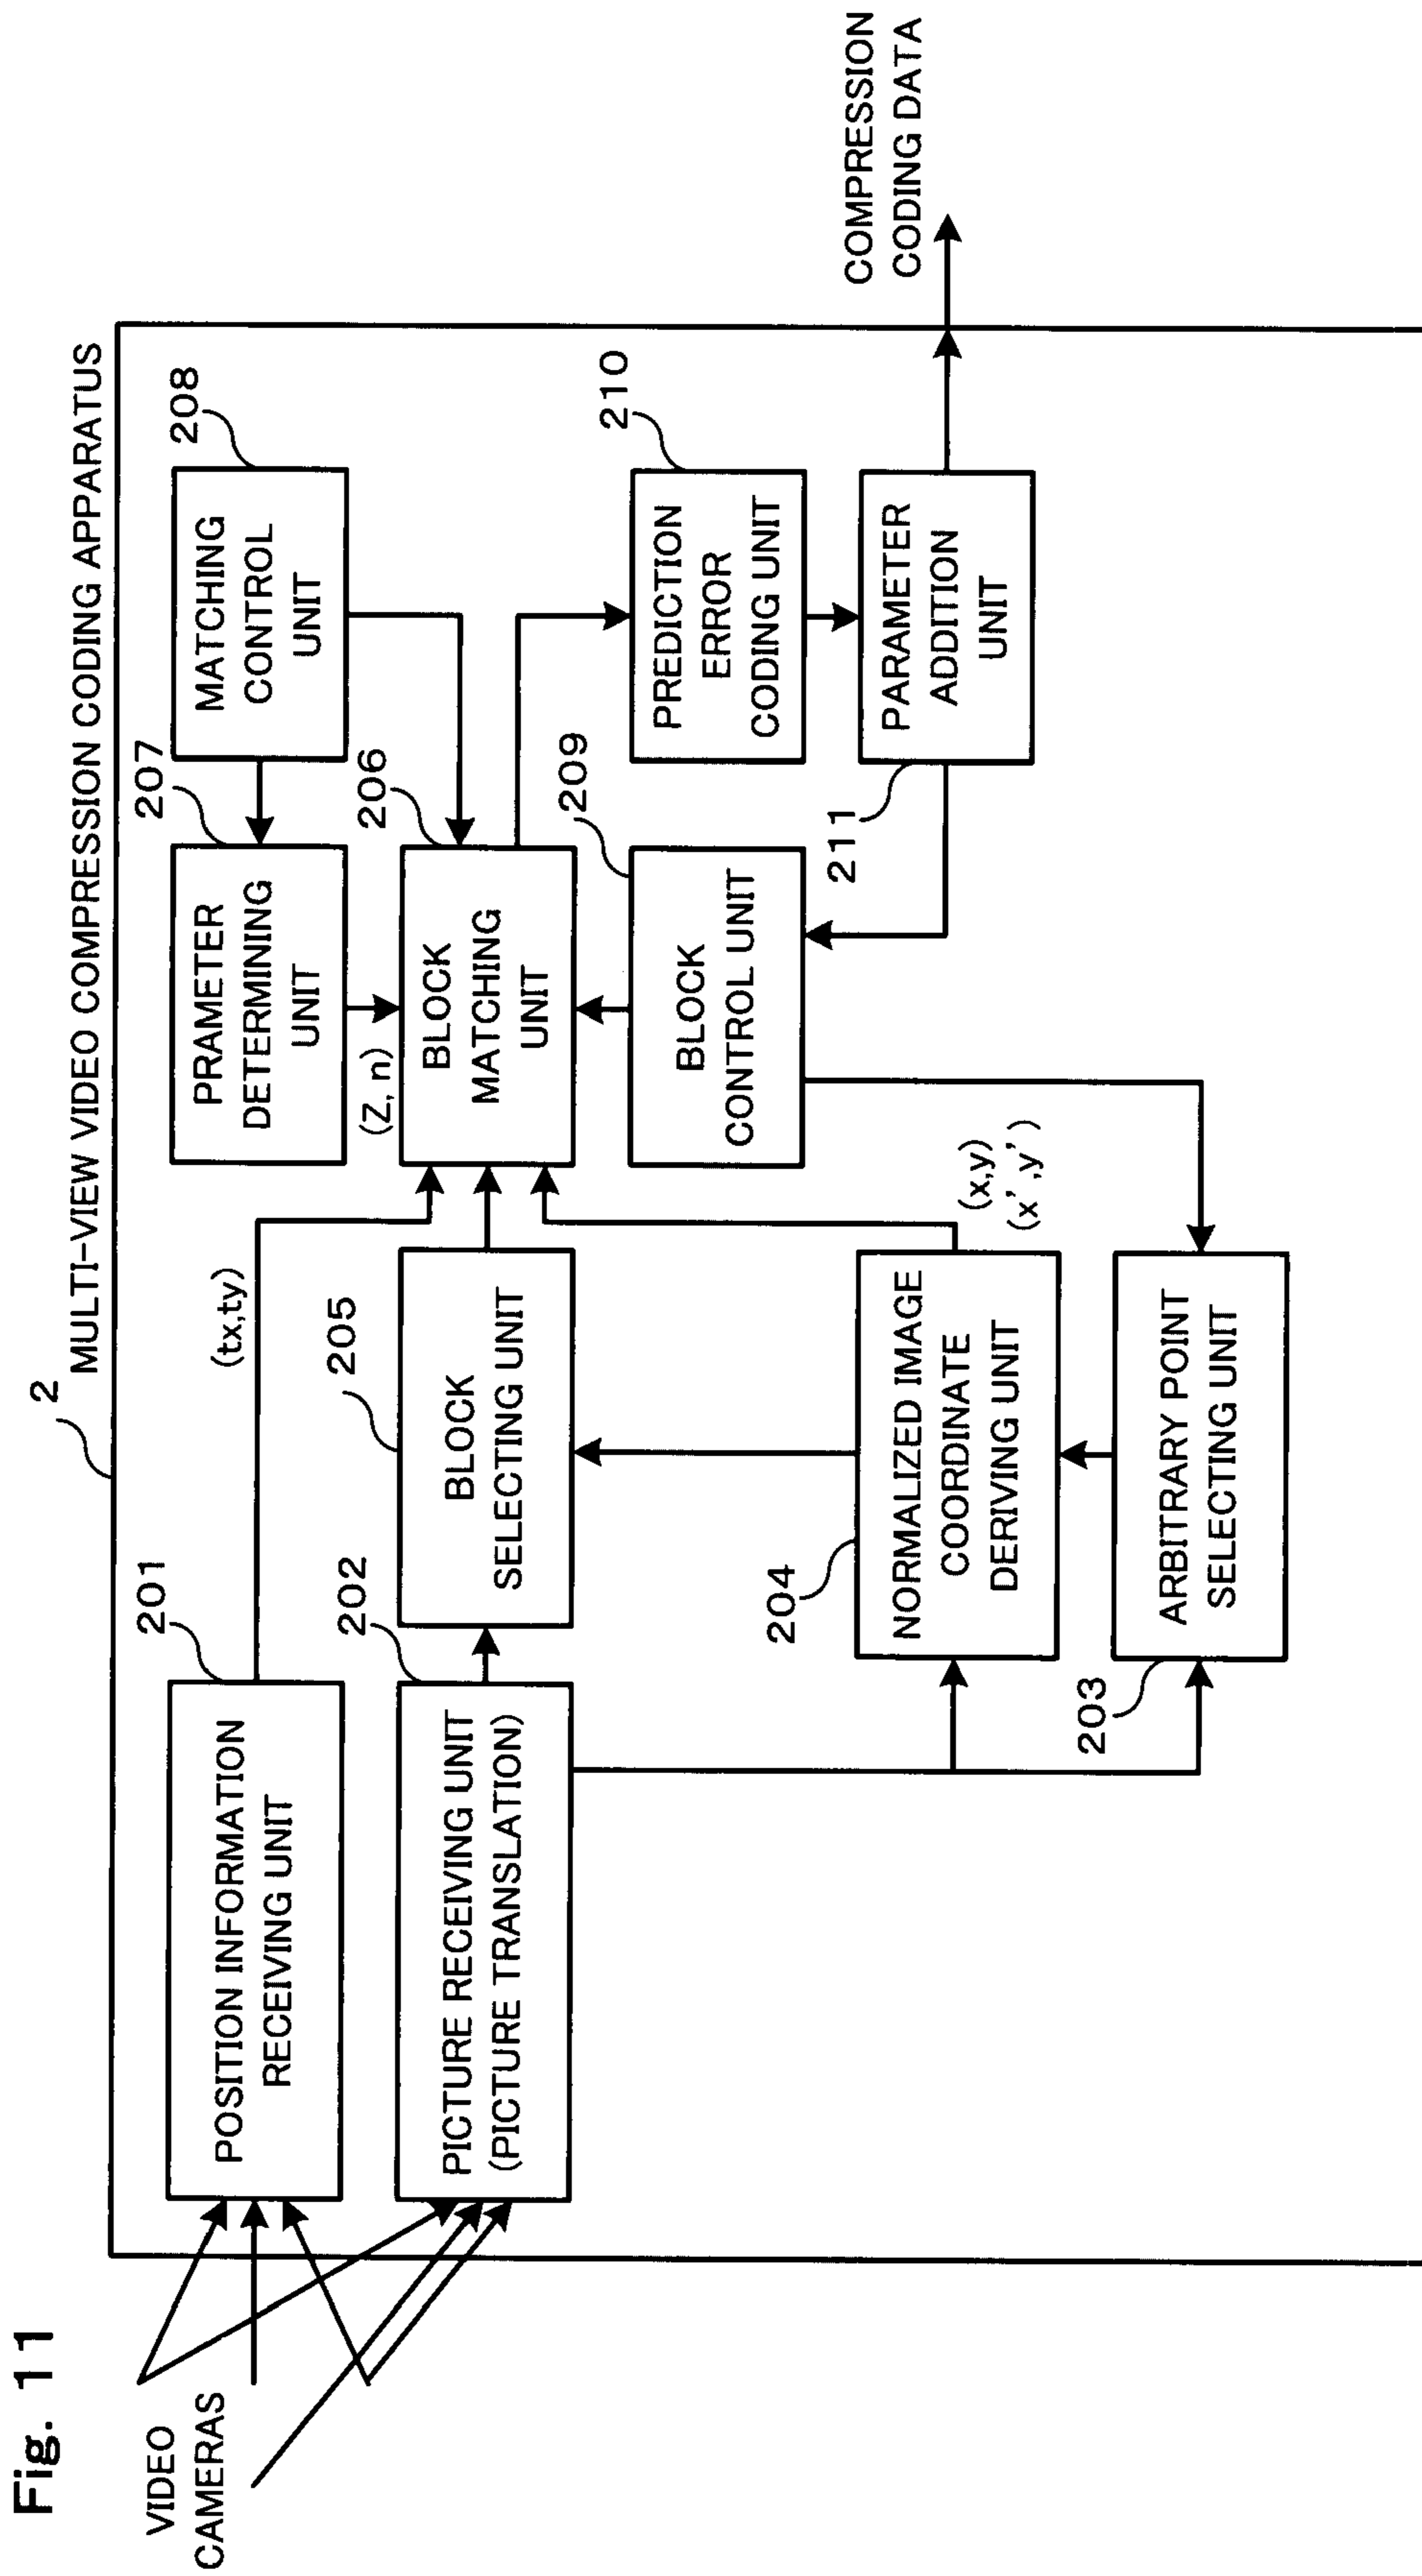 Fig. 11
2
MULTI-VIEW VIDEO COMPRESSION CODING APPARATUS
VIDEO
CAMERAS
201
POSITION INFORMATION
RECEIVING UNIT
(tx,ty)
207
PRAMETER
DETERMINING
UNIT
208
MATCHING
CONTROL
UNIT
(Z, n)
202
PICTURE RECEIVING UNIT
(PICTURE TRANSLATION)
205
BLOCK
SELECTING UNIT
206
BLOCK
MATCHING
UNIT
209
BLOCK
CONTROL UNIT
210
PREDICTION
ERROR
CODING UNIT
204
NORMALIZED IMAGE
COORDINATE
DERIVING UNIT
(x,y)
(x',y')
211
PARAMETER
ADDITION
UNIT
COMPRESSION
CODING DATA
203
ARBITRARY POINT
SELECTING UNIT